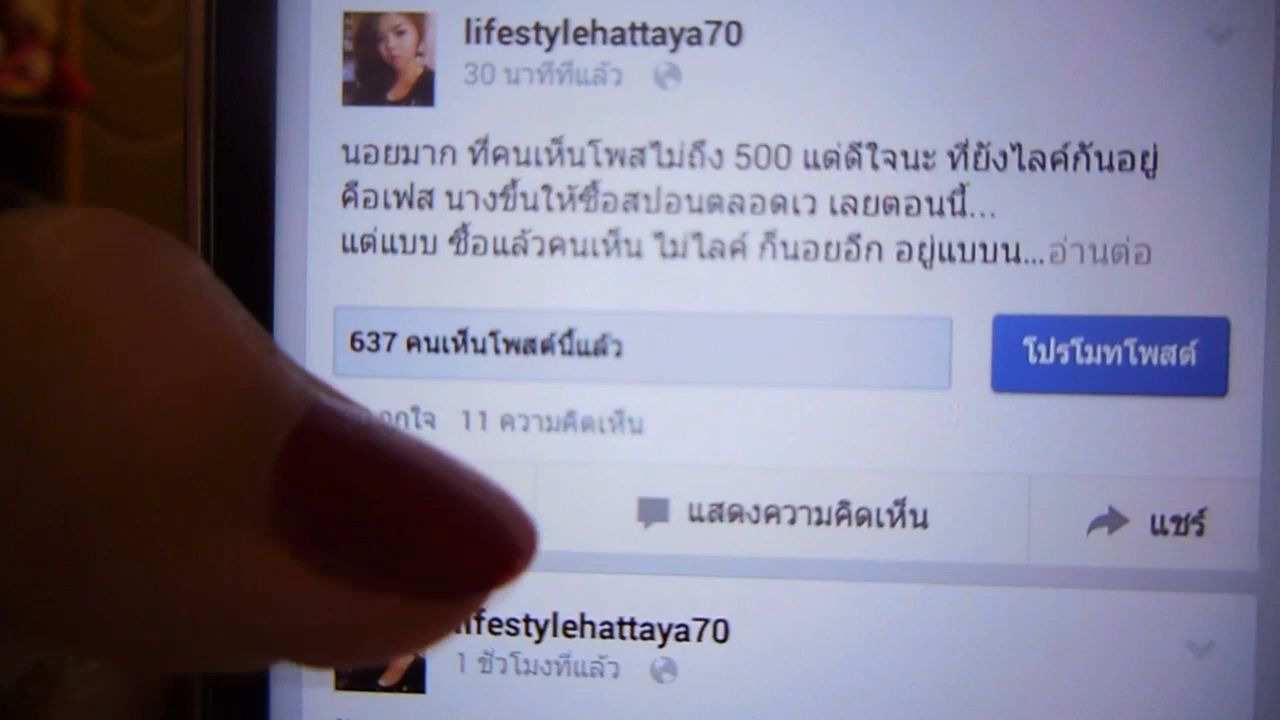 lifestylehattaya70
30 นาทีที่แล้ว
นอยมาก ที่คนเห็นโพสไม่ถึง 500 แต่ดีใจนะ ที่ยังไลค์กันอยู่
คือเฟส นางขึ้นให้ซื้อสปอนตลอดเว เลยตอนนี้...
แต่แบบ ซื้อแล้วคนเห็น ไม่ไลค์ ก็นอยอีก อยู่แบบน...อ่านต่อ
637 คนเห็นโพสต์นี้แล้ว
โปรโมทโพสต์
11 ความคิดเห็น
แสดงความคิดเห็น
แชร์
lifestylehattaya70
1 ชั่วโมงที่แล้ว